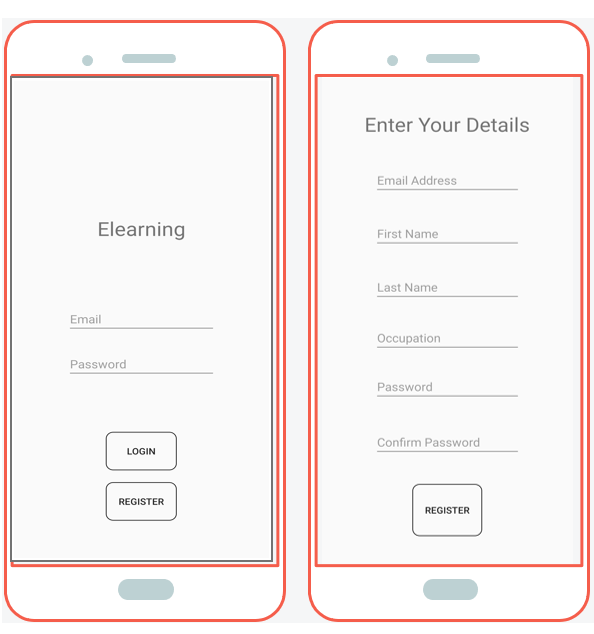 Elearning
Email
Password
LOGIN
REGISTER
Enter Your Details
Email Address
First Name
Last Name
Occupation
Password
Confirm Password
REGISTER